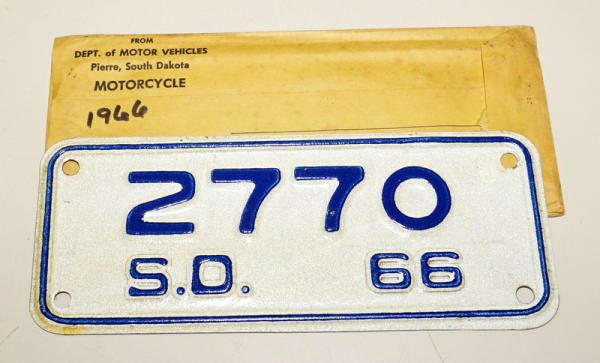 FROM
DEPT. of MOTOR VEHICLES
Pierre, South Dakota
MOTORCYCLE
1966
2770
S.D. 66